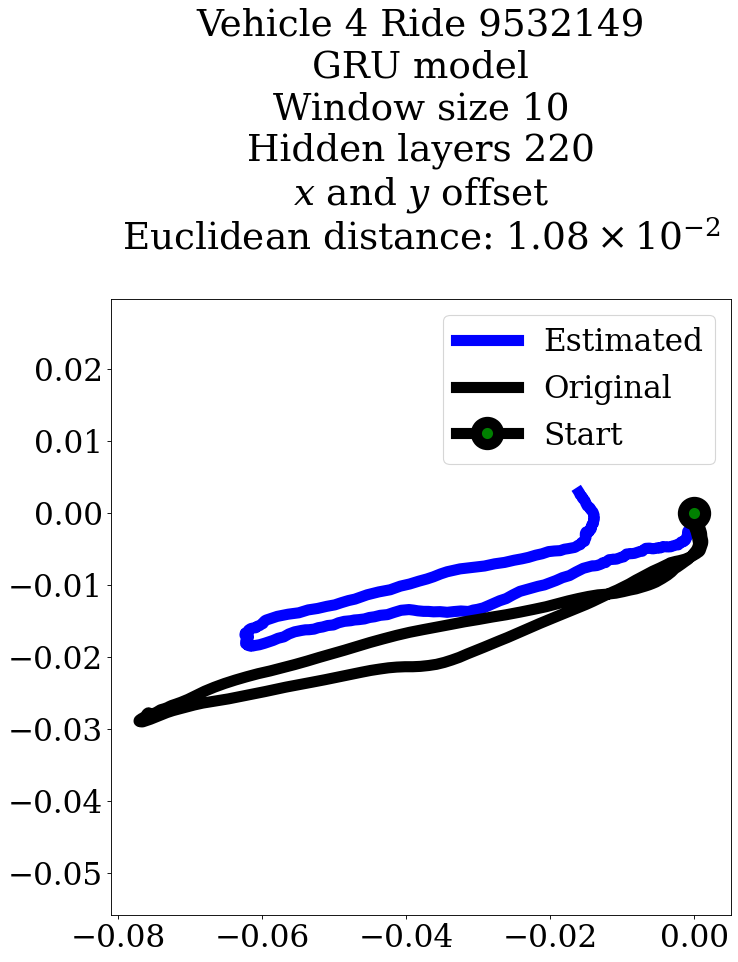 Vehicle 4 Ride 9532149
GRU model
Window size 10
Hidden layers 220
x and y offset
Euclidean distance: 1.08 × 10⁻²
Estimated
Original
Start
0.02
0.01
0.00
−0.01
−0.02
−0.03
−0.04
−0.05
−0.08 −0.06 −0.04 −0.02 0.00